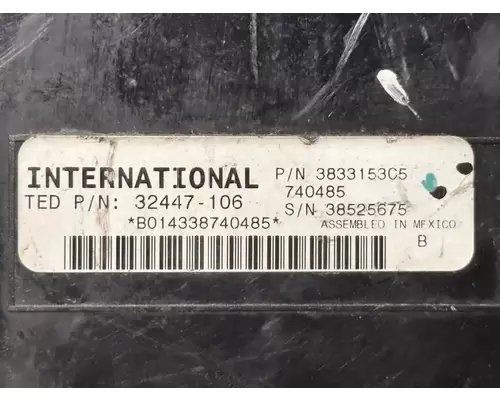 INTERNATIONAL
TED P/N: 32447-106
*B014338740485*
P/N 3833153C5
740485
S/N 38525675
ASSEMBLED IN MEXICO
B